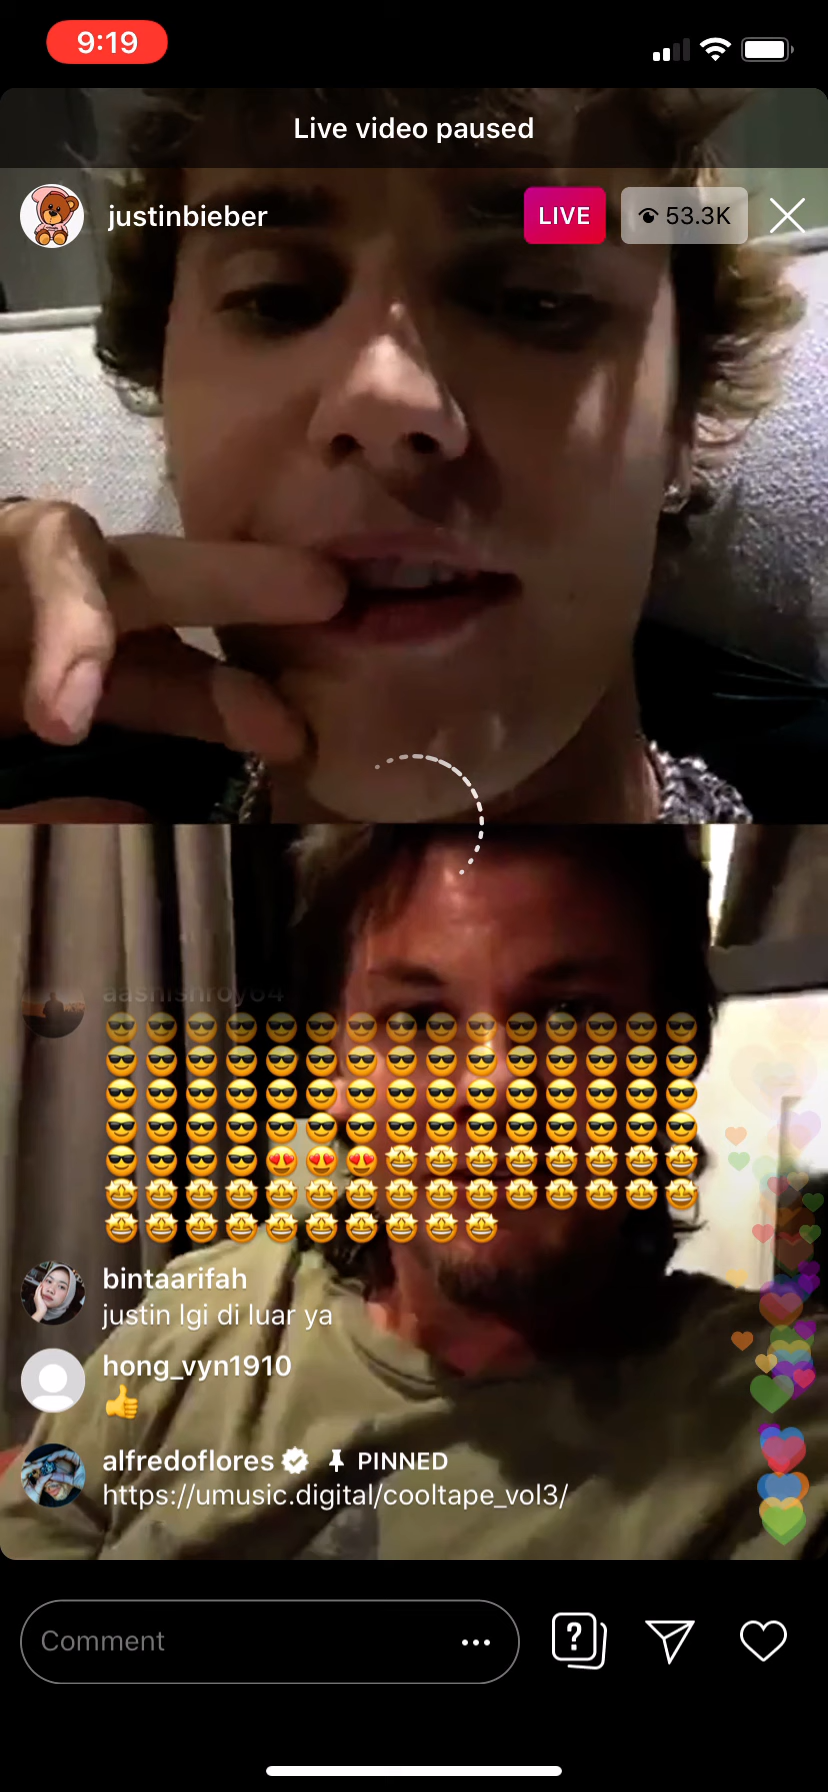 9:19
Live video paused
justinbieber
LIVE
53.3K
aashishroy64
😎😎😎😎😎😎😎😎😎😎😎😎😎😎😎
😎😎😎😎😎😎😎😎😎😎😎😎😎😎😎
😎😎😎😎😎😎😎😎😎😎😎😎😎😎😎
😎😎😎😎😎😎😎😎😎😎😎😎😎😎😎
😎😎😎😎😍😍😍🤩🤩🤩🤩🤩🤩🤩🤩
🤩🤩🤩🤩🤩🤩🤩🤩🤩🤩🤩🤩🤩🤩🤩
🤩🤩🤩🤩🤩🤩🤩🤩🤩🤩
bintaarifah
justin lgi di luar ya
hong_vyn1910
👍
alfredoflores PINNED
https://umusic.digital/cooltape_vol3/
Comment